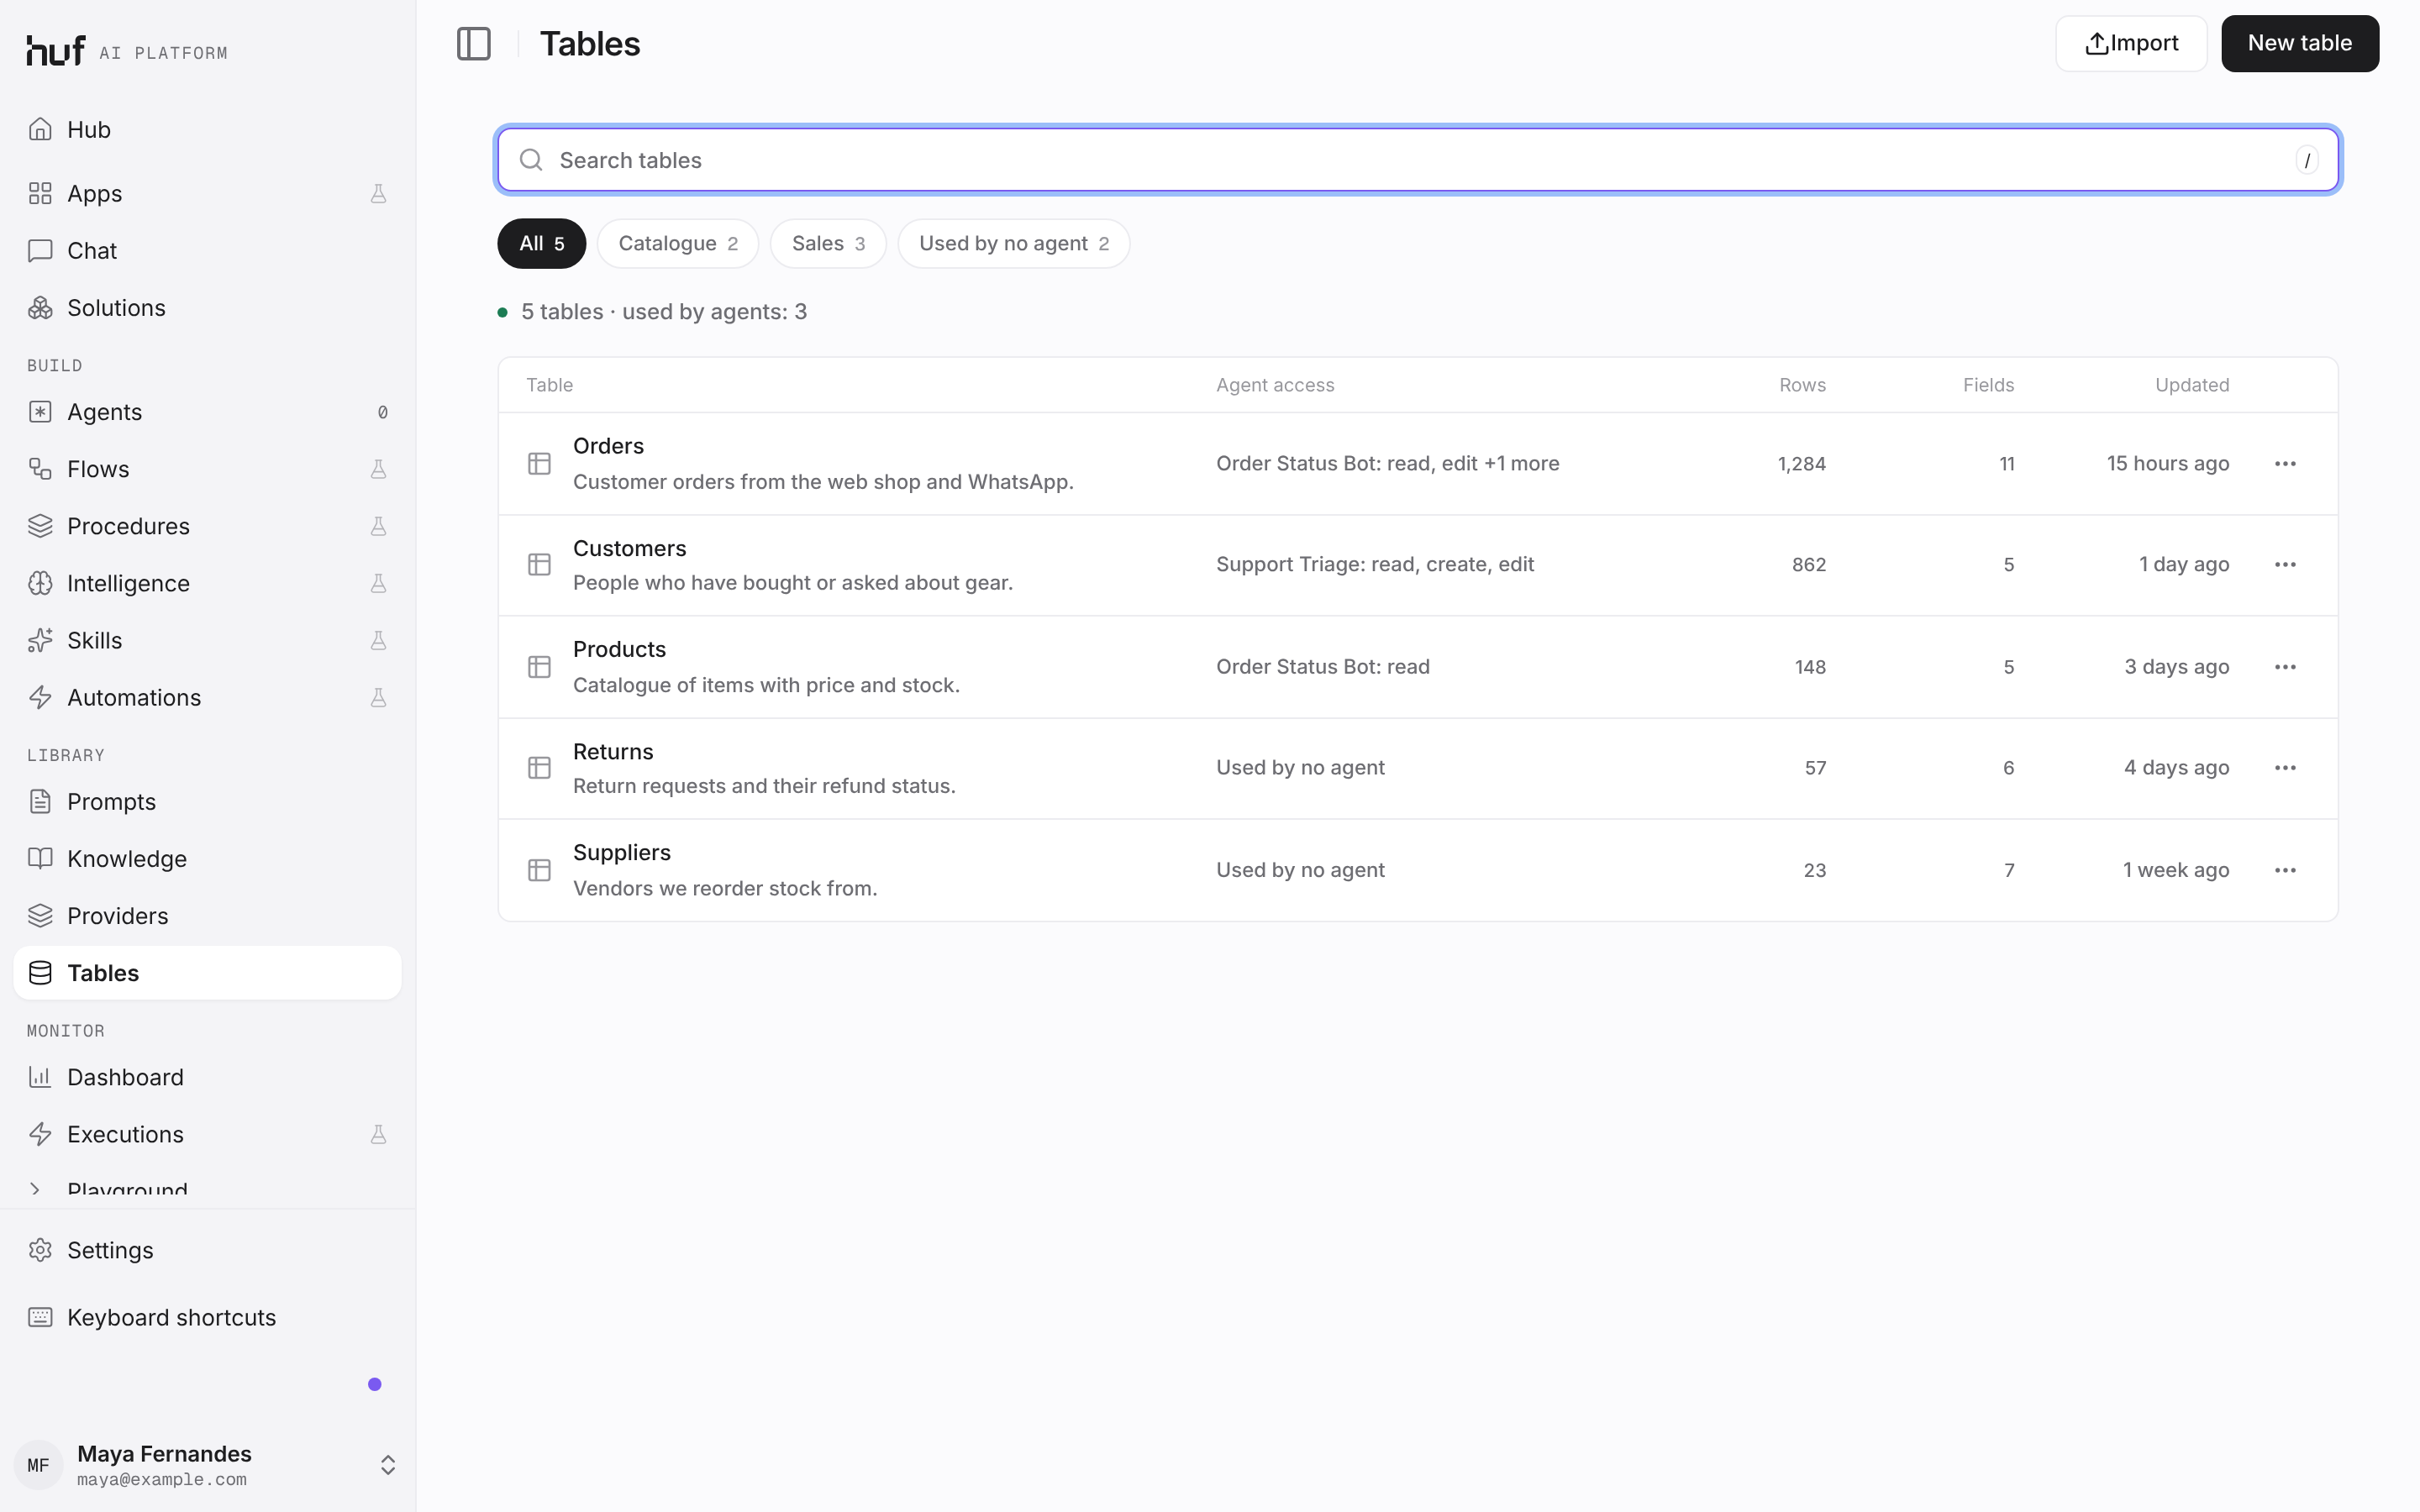 huf AI PLATFORM
Hub
Apps
Chat
Solutions
BUILD
Agents 0
Flows
Procedures
Intelligence
Skills
Automations
LIBRARY
Prompts
Knowledge
Providers
Tables
MONITOR
Dashboard
Executions
Playground
Settings
Keyboard shortcuts
MF
Maya Fernandes
maya@example.com
Tables
Import
New table
Search tables /
All 5
Catalogue 2
Sales 3
Used by no agent 2
5 tables · used by agents: 3
Table Agent access Rows Fields Updated
Orders
Customer orders from the web shop and WhatsApp.
Order Status Bot: read, edit +1 more 1,284 11 15 hours ago
Customers
People who have bought or asked about gear.
Support Triage: read, create, edit 862 5 1 day ago
Products
Catalogue of items with price and stock.
Order Status Bot: read 148 5 3 days ago
Returns
Return requests and their refund status.
Used by no agent 57 6 4 days ago
Suppliers
Vendors we reorder stock from.
Used by no agent 23 7 1 week ago